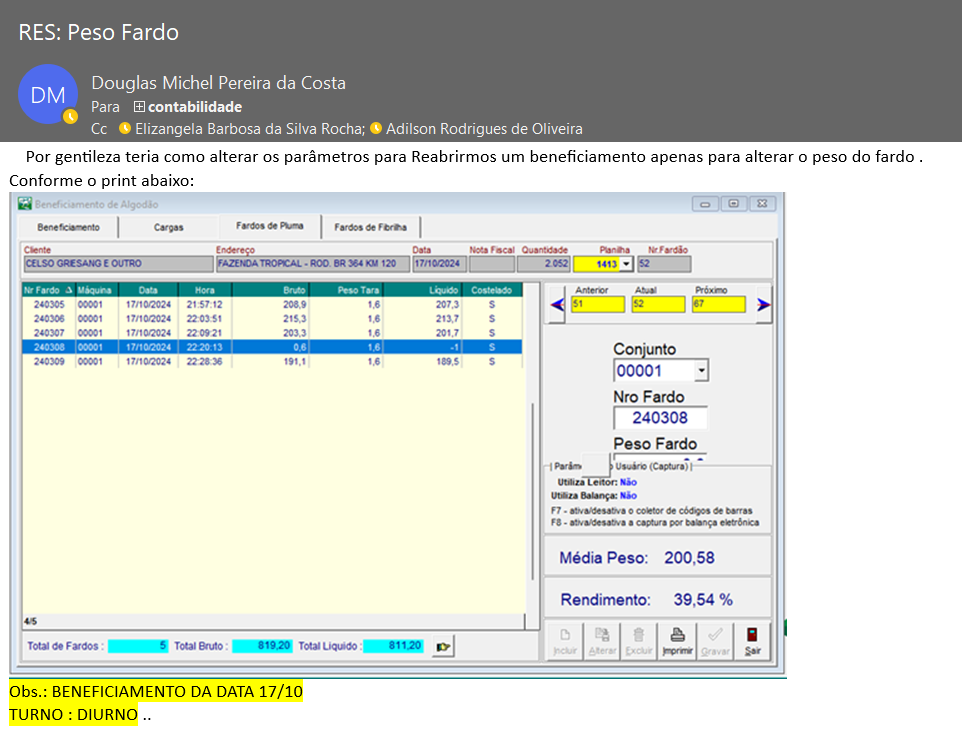 RES: Peso Fardo
DM
Douglas Michel Pereira da Costa
Para contabilidade
Cc Elizangela Barbosa da Silva Rocha; Adilson Rodrigues de Oliveira
Por gentileza teria como alterar os parâmetros para Reabrirmos um beneficiamento apenas para alterar o peso do fardo .
Conforme o print abaixo:
Beneficiamento de Algodão
Beneficiamento Cargas Fardos de Pluma Fardos de Fibrilha
Cliente Endereço Data Nota Fiscal Quantidade Planilha Nr.Fardão
CELSO GRIESANG E OUTRO FAZENDA TROPICAL - ROD. BR 364 KM 120 17/10/2024 2.052 1413 52
Nr Fardo Máquina Data Hora Bruto Peso Tara Líquido Costelado
240305 00001 17/10/2024 21:57:12 208,9 1,6 207,3 S
240306 00001 17/10/2024 22:03:51 215,3 1,6 213,7 S
240307 00001 17/10/2024 22:09:21 203,3 1,6 201,7 S
240308 00001 17/10/2024 22:20:13 0,6 1,6 -1 S
240309 00001 17/10/2024 22:28:36 191,1 1,6 189,5 S
4/5
Total de Fardos : 5 Total Bruto : 819,20 Total Líquido : 811,20
Anterior Atual Próximo
51 52 67
Conjunto
00001
Nro Fardo
240308
Peso Fardo
Usuário (Captura)
Utiliza Leitor: Não
Utiliza Balança: Não
F7 - ativa/desativa o coletor de códigos de barras
F8 - ativa/desativa a captura por balança eletrônica
Média Peso: 200,58
Rendimento: 39,54 %
Incluir Alterar Excluir Imprimir Gravar Sair
Obs.: BENEFICIAMENTO DA DATA 17/10
TURNO : DIURNO ..